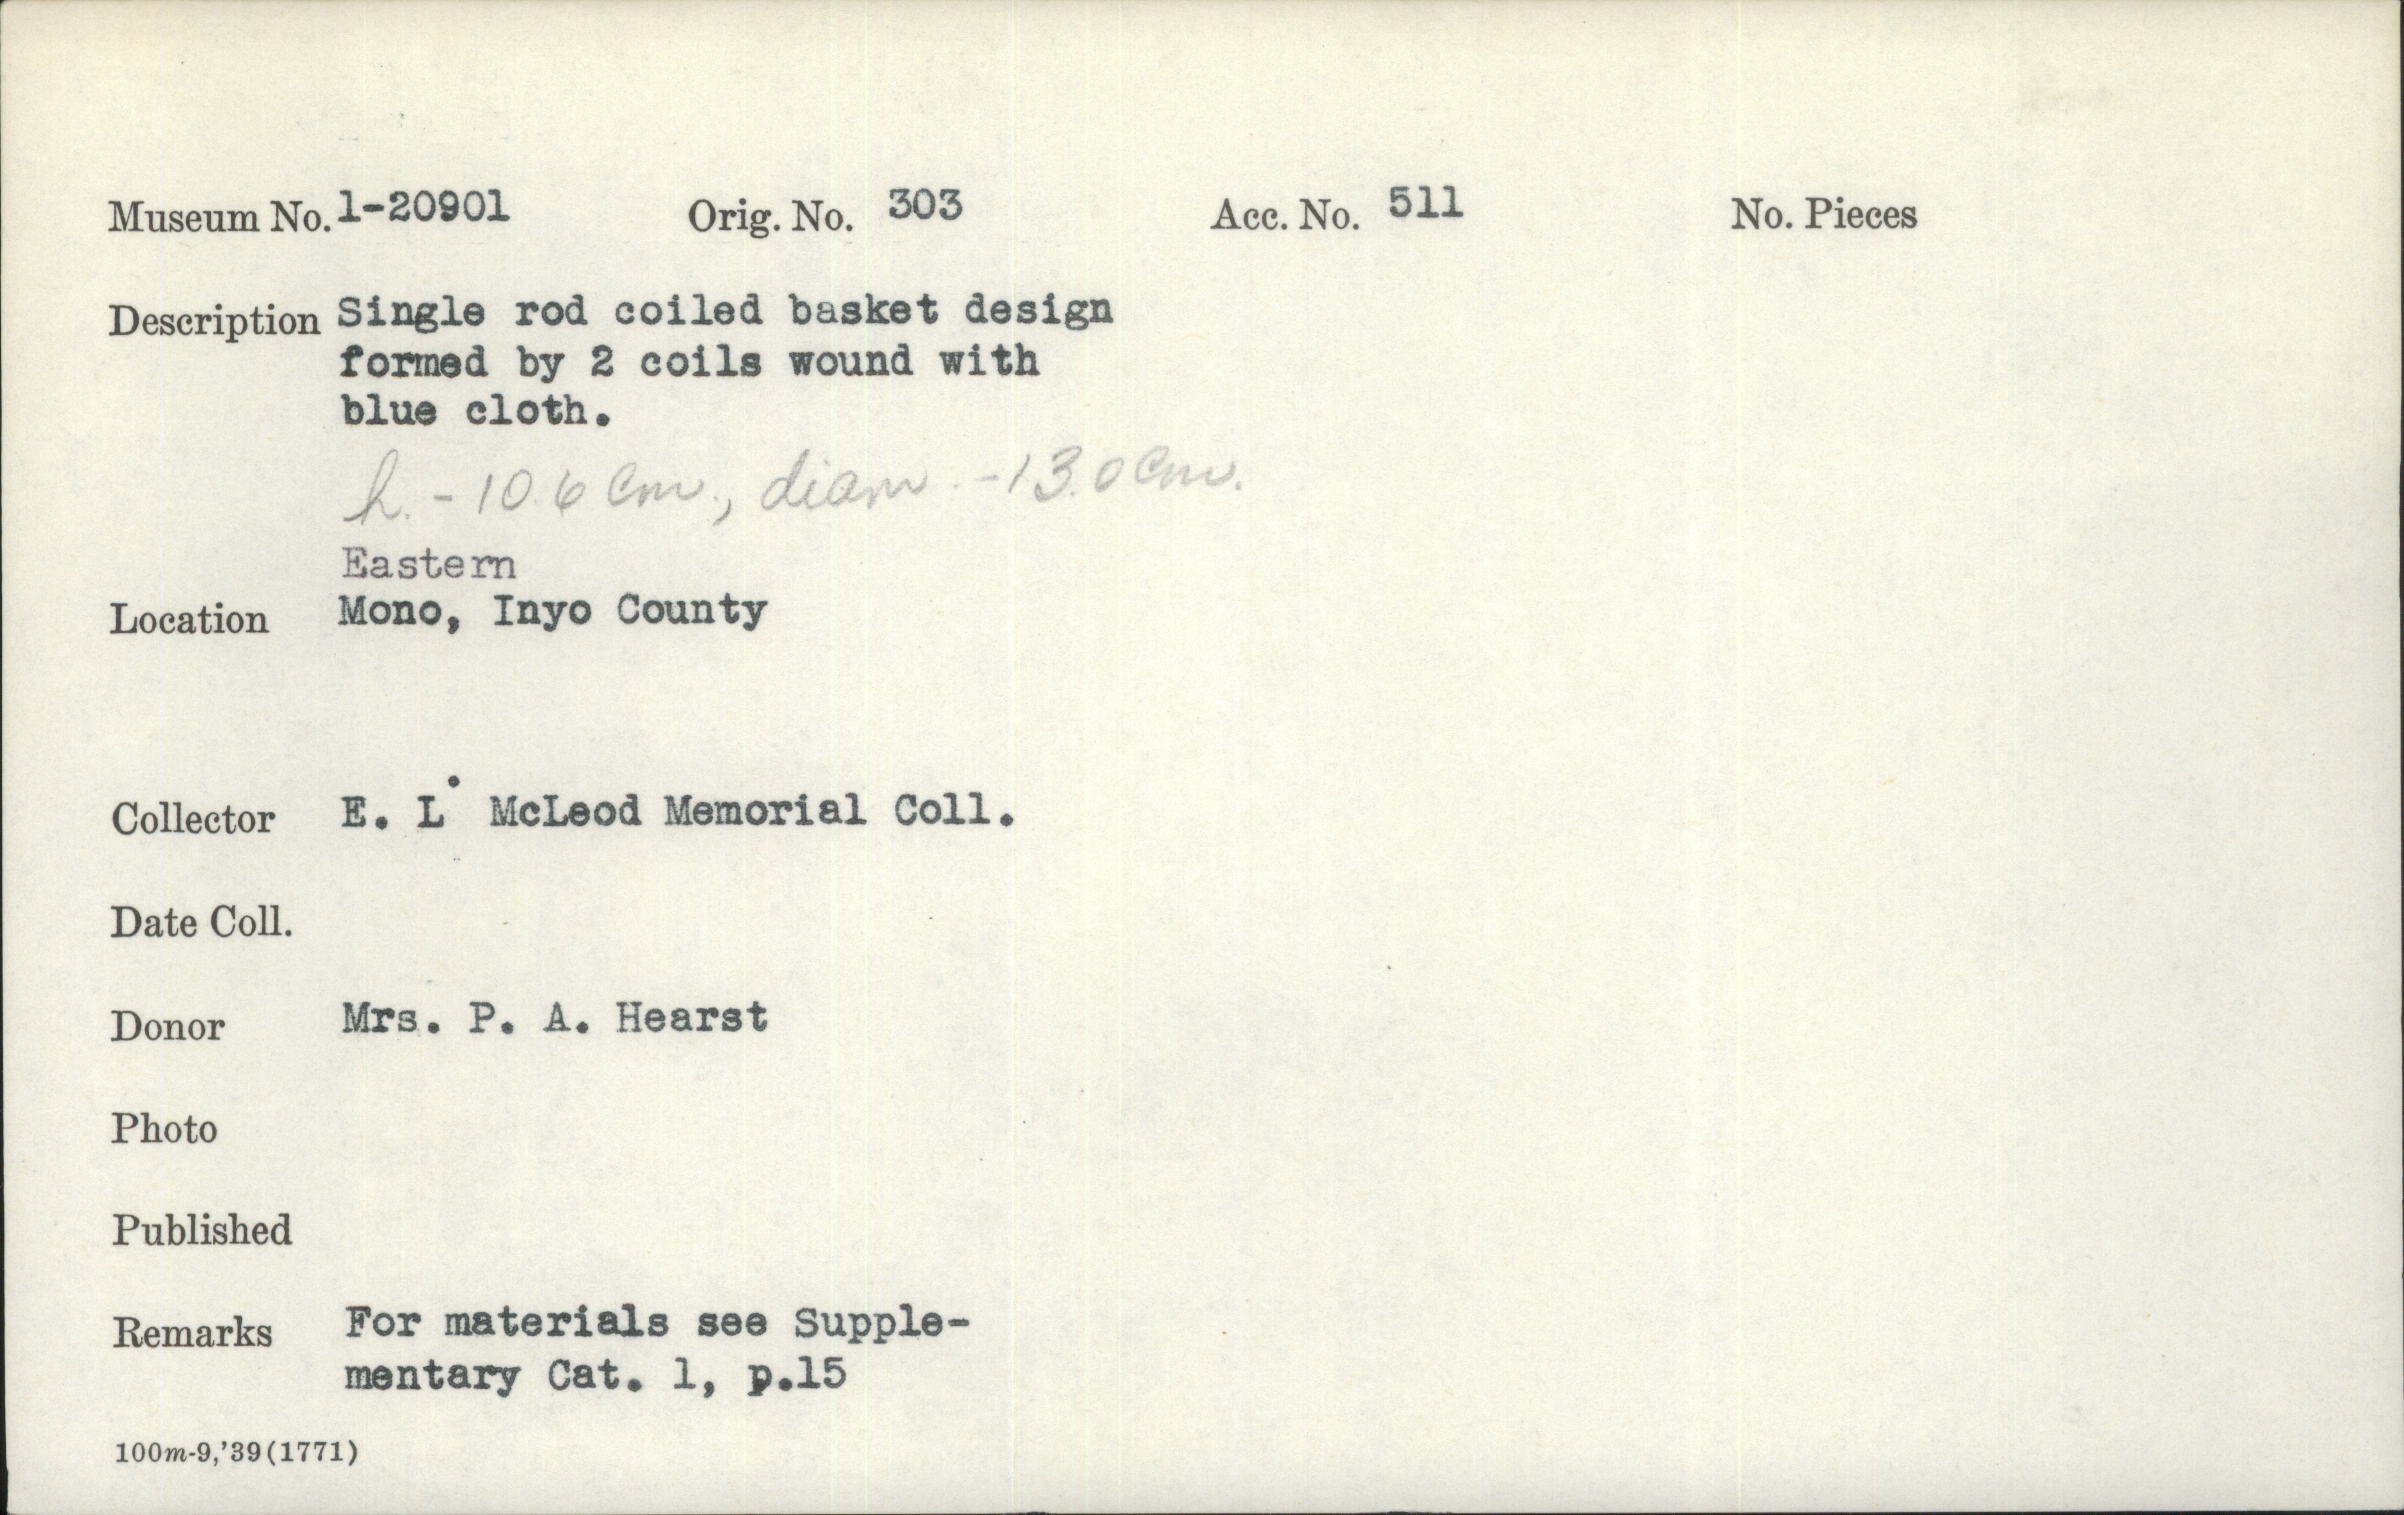 Museum No. 1-20901 Orig. No. 303 Acc. No. 511 No. Pieces
Description Single rod coiled basket design
formed by 2 coils wound with
blue cloth.
h. - 10.6 cm., diam. - 13.0 cm.
Eastern
Location Mono, Inyo County
Collector E. L. McLeod Memorial Coll.
Date Coll.
Donor Mrs. P. A. Hearst
Photo
Published
Remarks For materials see Supple-
mentary Cat. 1, p.15
100m-9,'39(1771)